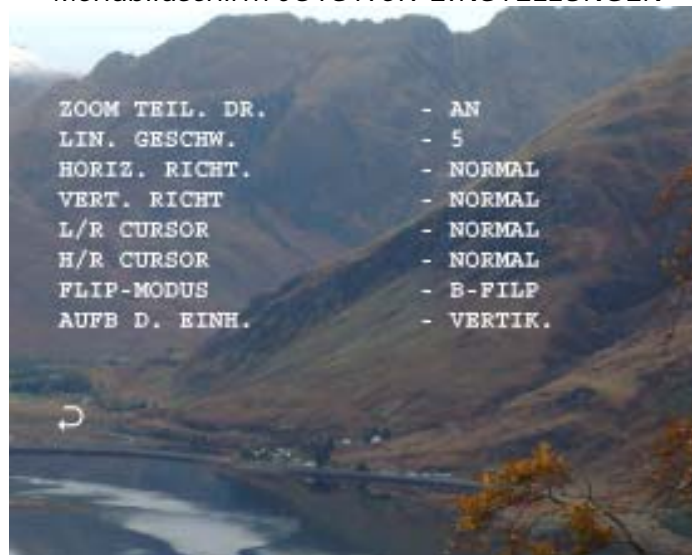 ZOOM TEIL. DR. - AN
LIN. GESCHW. - 5
HORIZ. RICHT. - NORMAL
VERT. RICHT - NORMAL
L/R CURSOR - NORMAL
H/R CURSOR - NORMAL
FLIP-MODUS - B-FILP
AUFB D. EINH. - VERTIK.